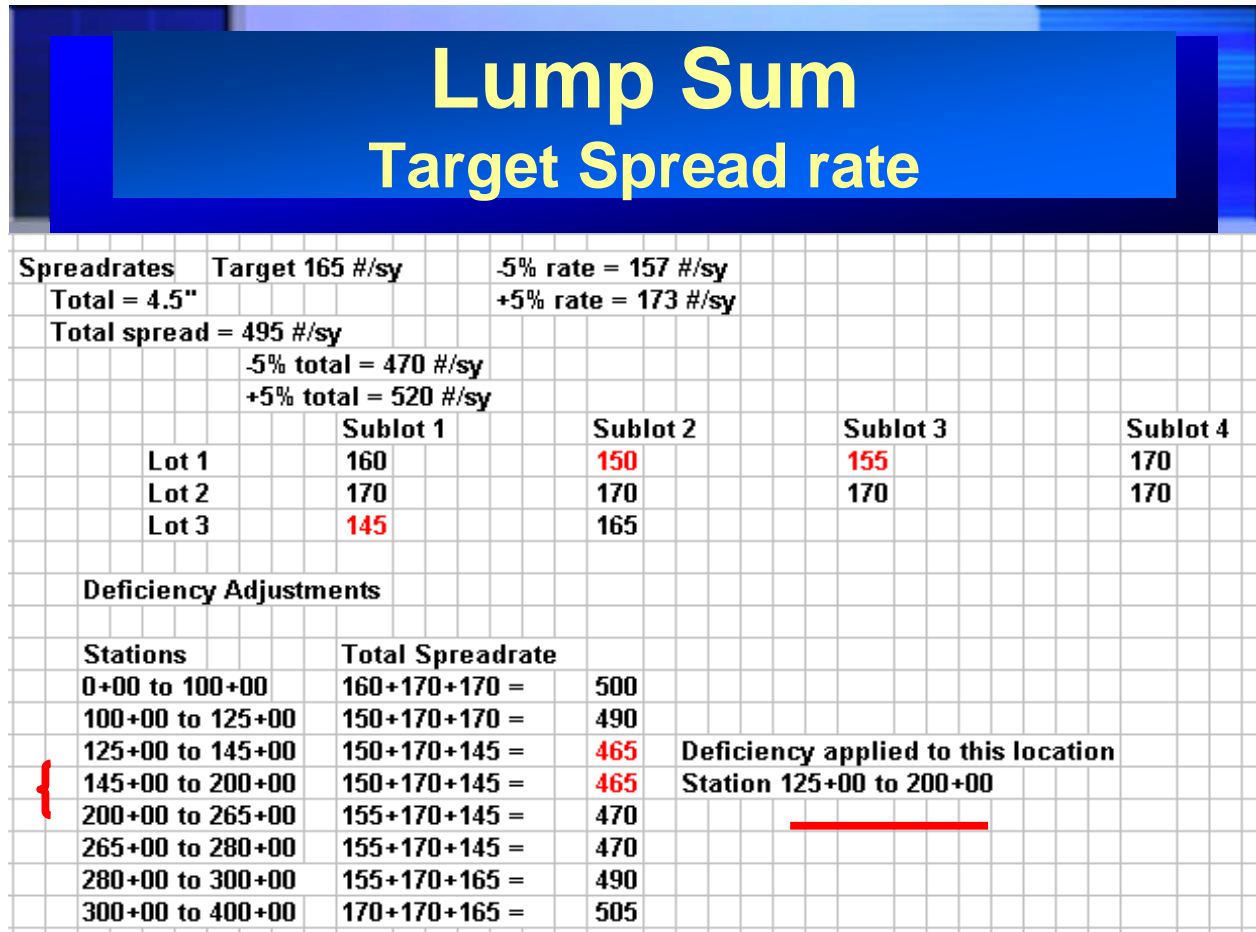 Lump Sum
Target Spread rate
Spreadrates Target 165 #/sy -5% rate = 157 #/sy
Total = 4.5" +5% rate = 173 #/sy
Total spread = 495 #/sy
-5% total = 470 #/sy
+5% total = 520 #/sy
Sublot 1 Sublot 2 Sublot 3 Sublot 4
Lot 1 160 150 155 170
Lot 2 170 170 170 170
Lot 3 145 165
Deficiency Adjustments
Stations Total Spreadrate
0+00 to 100+00 160+170+170 = 500
100+00 to 125+00 150+170+170 = 490
125+00 to 145+00 150+170+145 = 465 Deficiency applied to this location
145+00 to 200+00 150+170+145 = 465 Station 125+00 to 200+00
200+00 to 265+00 155+170+145 = 470
265+00 to 280+00 155+170+145 = 470
280+00 to 300+00 155+170+165 = 490
300+00 to 400+00 170+170+165 = 505